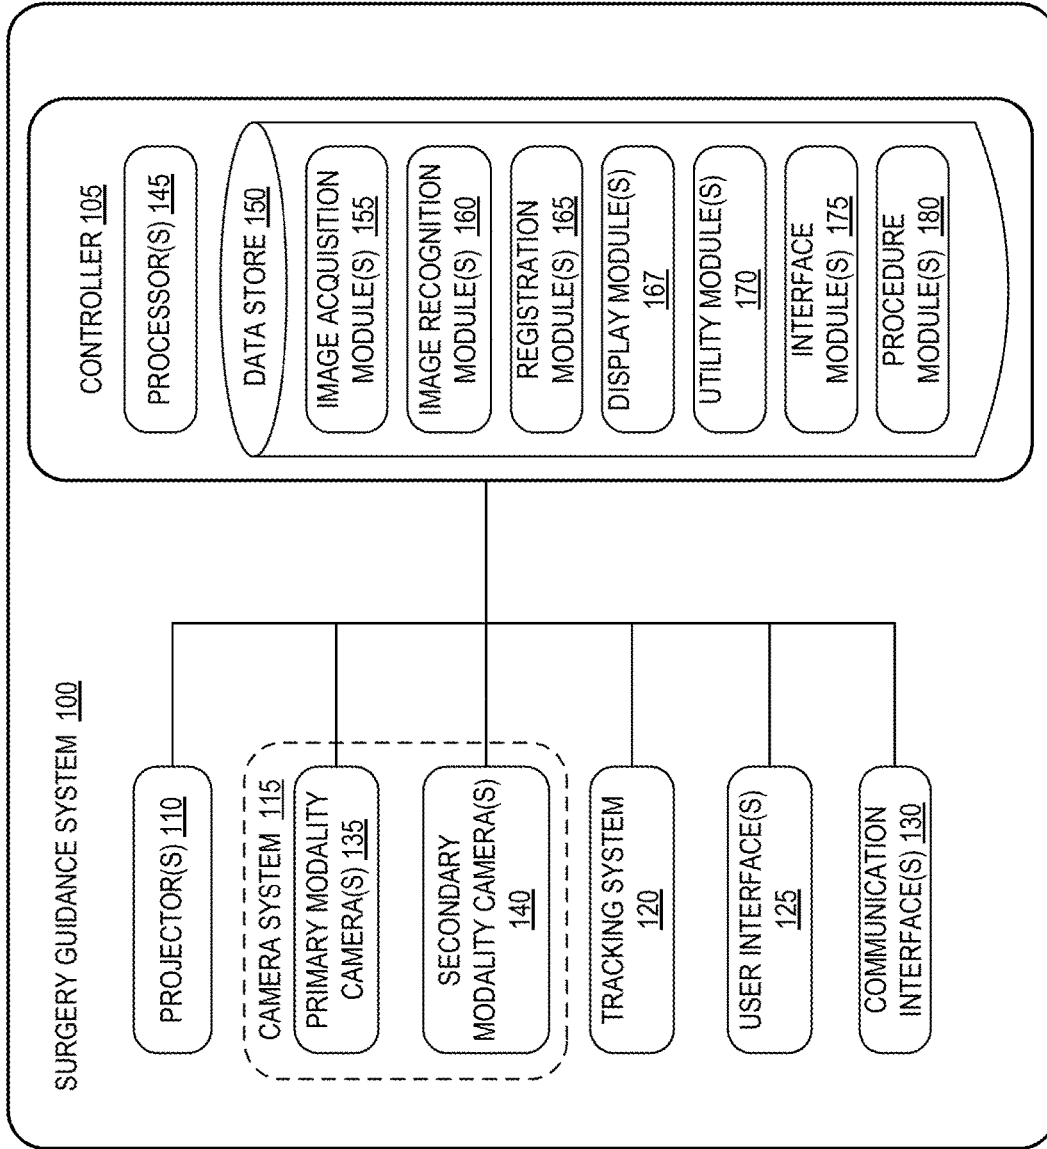 SURGERY GUIDANCE SYSTEM 100
PROJECTOR(S) 110
CAMERA SYSTEM 115
PRIMARY MODALITY
CAMERA(S) 135
SECONDARY
MODALITY CAMERA(S)
140
TRACKING SYSTEM
120
USER INTERFACE(S)
125
COMMUNICATION
INTERFACE(S) 130
CONTROLLER 105
PROCESSOR(S) 145
DATA STORE 150
IMAGE ACQUISITION
MODULE(S) 155
IMAGE RECOGNITION
MODULE(S) 160
REGISTRATION
MODULE(S) 165
DISPLAY MODULE(S)
167
UTILITY MODULE(S)
170
INTERFACE
MODULE(S) 175
PROCEDURE
MODULE(S) 180